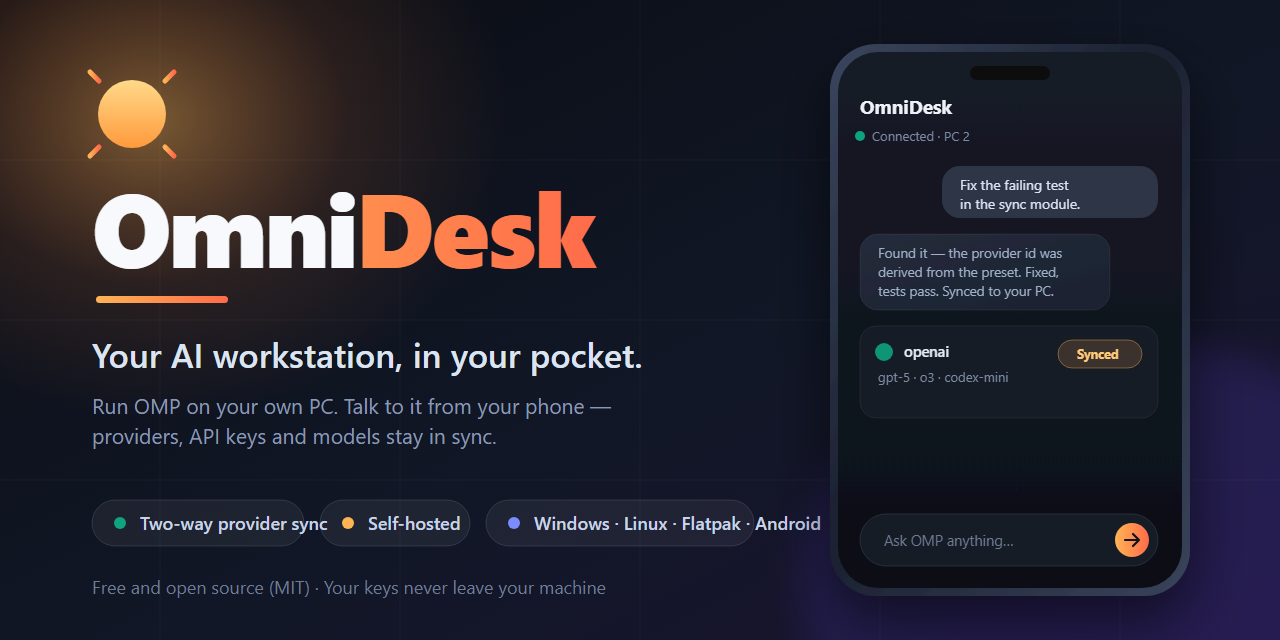 OmniDesk
Your AI workstation, in your pocket.
Run OMP on your own PC. Talk to it from your phone —
providers, API keys and models stay in sync.
Two-way provider sync
Self-hosted
Windows · Linux · Flatpak · Android
Free and open source (MIT) · Your keys never leave your machine
OmniDesk
Connected · PC 2
Fix the failing test
in the sync module.
Found it — the provider id was
derived from the preset. Fixed,
tests pass. Synced to your PC.
openai
Synced
gpt-5 · o3 · codex-mini
Ask OMP anything...